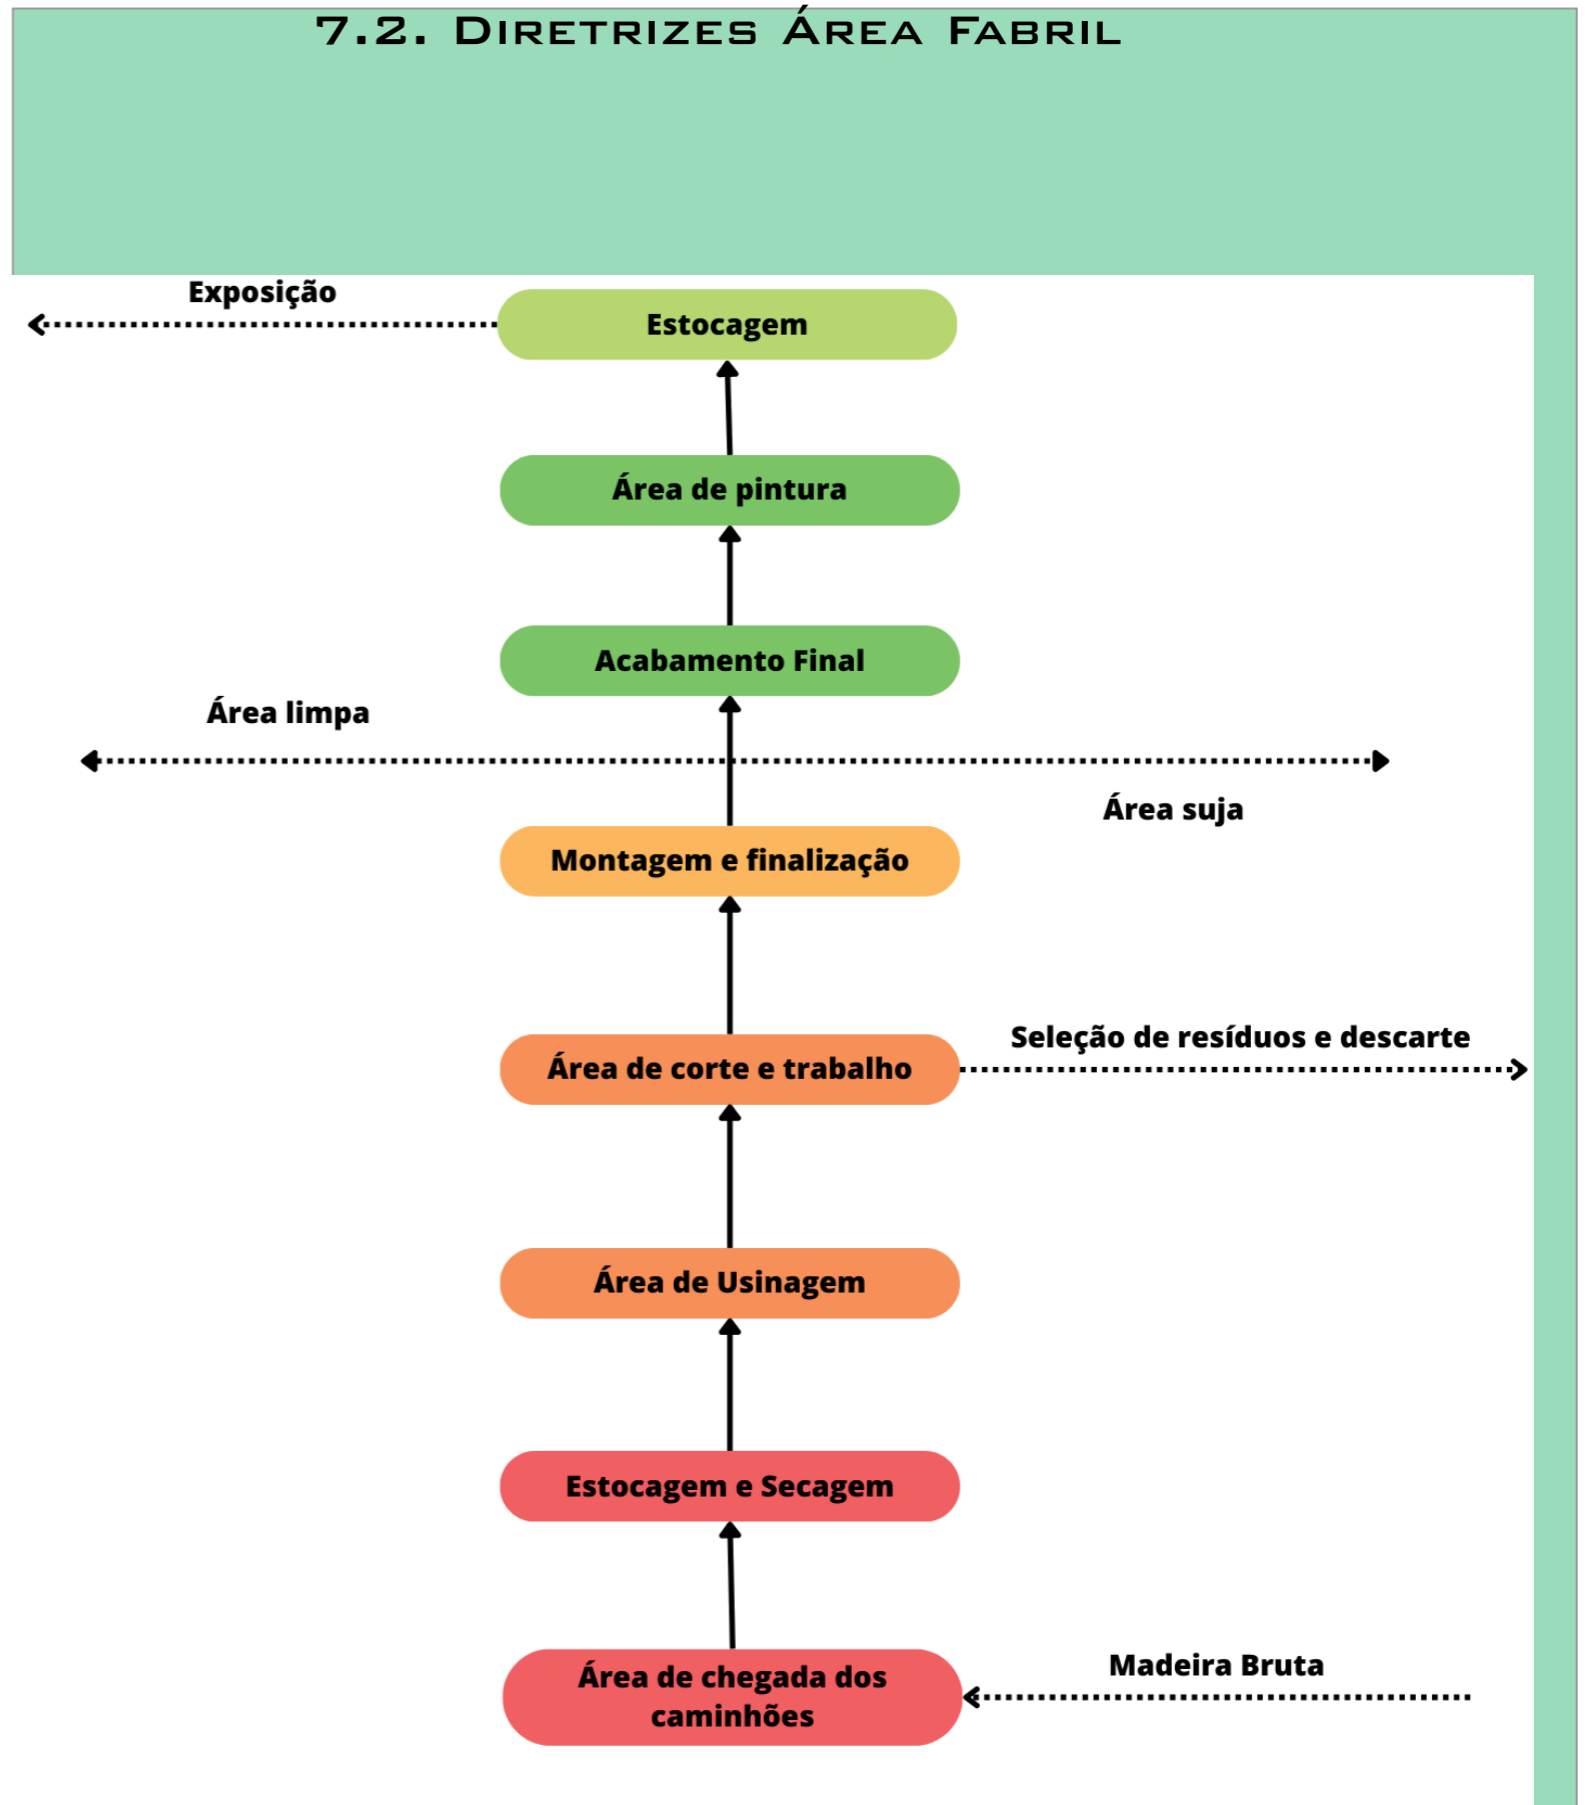 7.2. Diretrizes Área Fabril
Exposição
Estocagem
Área de pintura
Acabamento Final
Área limpa
Área suja
Montagem e finalização
Seleção de resíduos e descarte
Área de corte e trabalho
Área de Usinagem
Estocagem e Secagem
Madeira Bruta
Área de chegada dos
caminhões